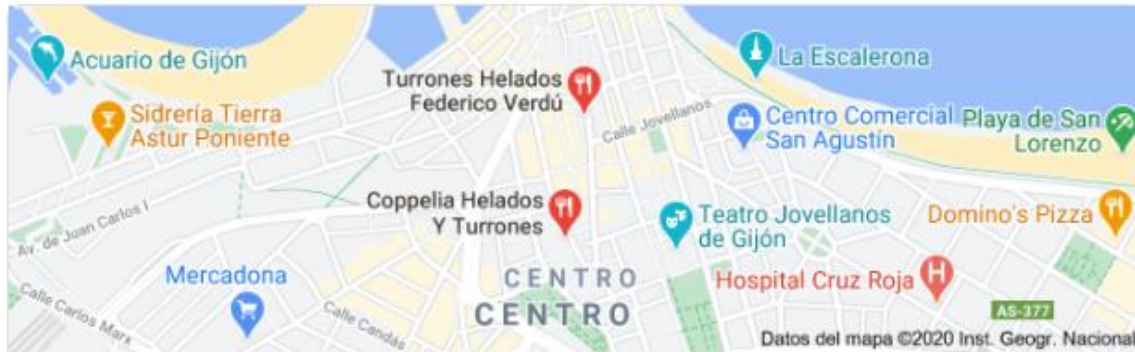 Acuario de Gijón
Turrones Helados
Federico Verdú
La Escalerona
Sidrería Tierra
Astur Poniente
Calle Jovellanos
Centro Comercial
San Agustín
Playa de San
Lorenzo
Coppelia Helados
Y Turrones
Av. de Juan Carlos I
Teatro Jovellanos
de Gijón
Domino's Pizza
Mercadona
CENTRO
CENTRO
Hospital Cruz Roja
H
Calle Carlos Marx
Calle Candás
AS-377
Datos del mapa ©2020 Inst. Geogr. Nacional